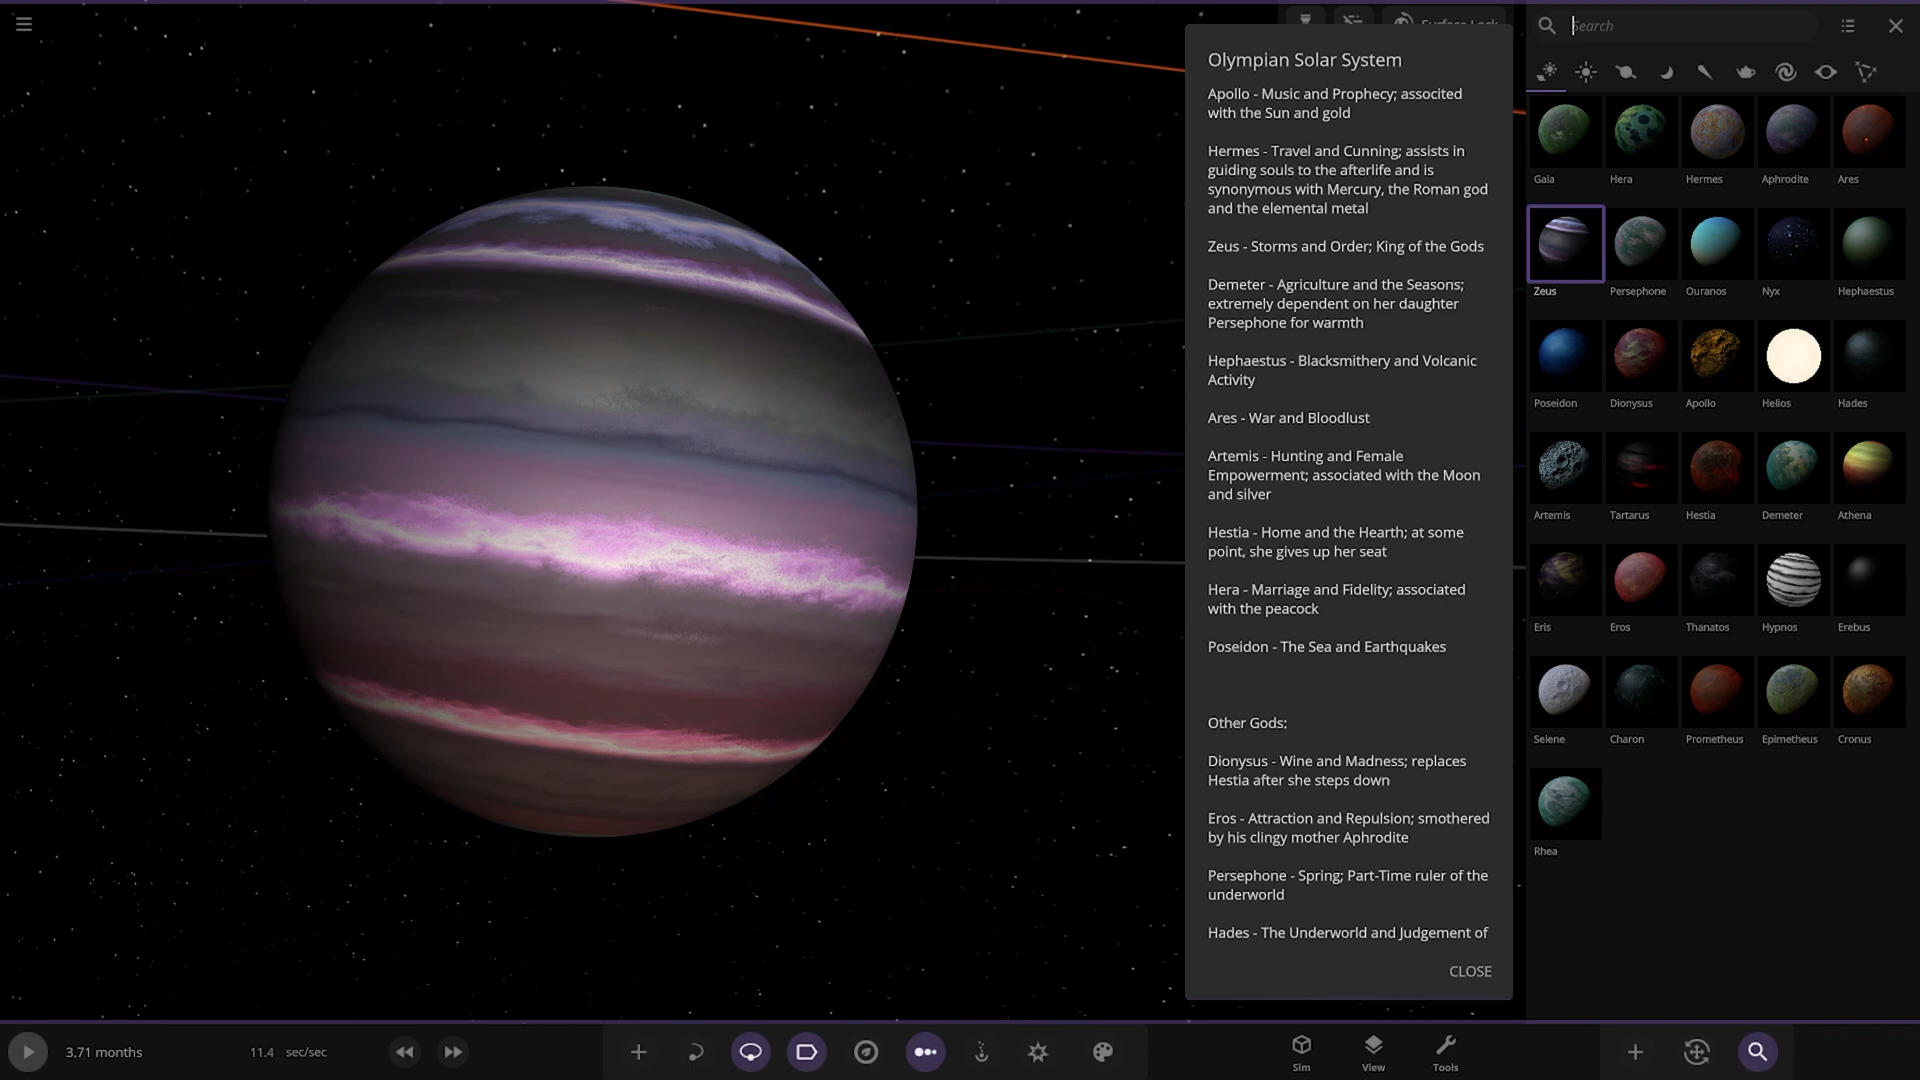 Surface Lock
Search
Olympian Solar System
Apollo - Music and Prophecy; associted
with the Sun and gold
Hermes - Travel and Cunning; assists in
guiding souls to the afterlife and is
synonymous with Mercury, the Roman god
and the elemental metal
Zeus - Storms and Order; King of the Gods
Demeter - Agriculture and the Seasons;
extremely dependent on her daughter
Persephone for warmth
Hephaestus - Blacksmithery and Volcanic
Activity
Ares - War and Bloodlust
Artemis - Hunting and Female
Empowerment; associated with the Moon
and silver
Hestia - Home and the Hearth; at some
point, she gives up her seat
Hera - Marriage and Fidelity; associated
with the peacock
Poseidon - The Sea and Earthquakes
Other Gods:
Dionysus - Wine and Madness; replaces
Hestia after she steps down
Eros - Attraction and Repulsion; smothered
by his clingy mother Aphrodite
Persephone - Spring; Part-Time ruler of the
underworld
Hades - The Underworld and Judgement of
CLOSE
Gaia Hera Hermes Aphrodite Ares
Zeus Persephone Ouranos Nyx Hephaestus
Poseidon Dionysus Apollo Helios Hades
Artemis Tartarus Hestia Demeter Athena
Eris Eros Thanatos Hypnos Erebus
Selene Charon Prometheus Epimetheus Cronus
Rhea
3.71 months 11.4 sec/sec
Sim View Tools